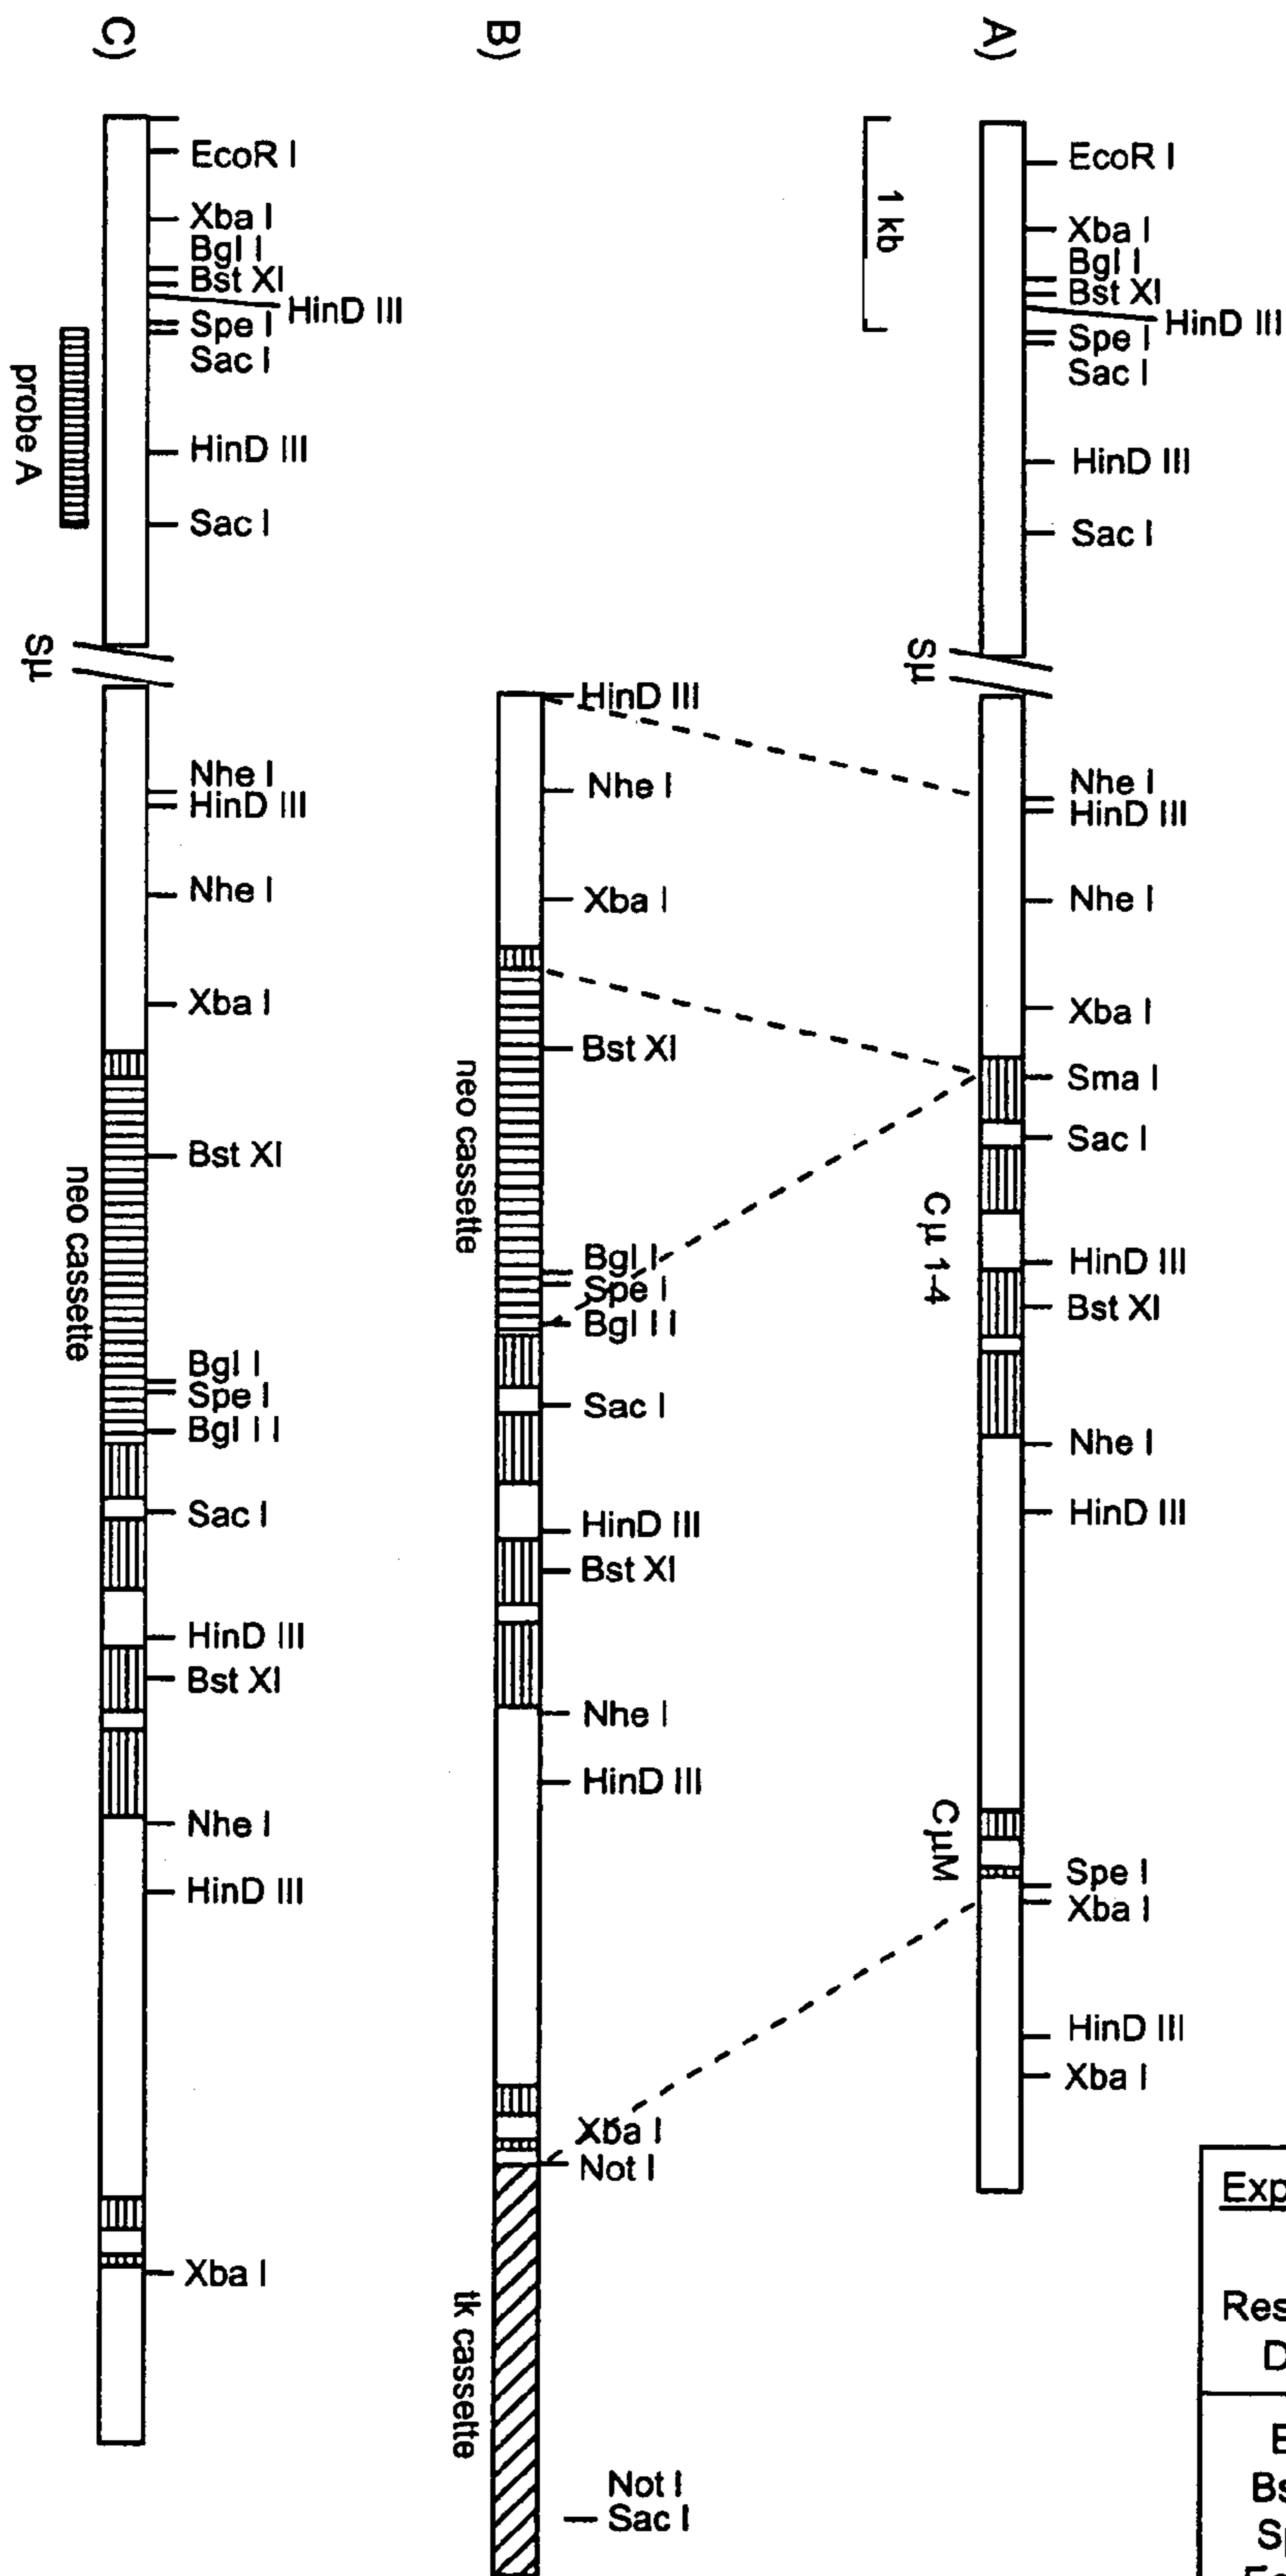 A)
EcoR I
Xba I
Bgl I
Bst XI
HinD III
Spe I
Sac I
HinD III
Sac I
1 kb
Sμ
Nhe I
HinD III
Nhe I
Xba I
Sma I
Sac I
Cμ 1-4
HinD III
Bst XI
Nhe I
HinD III
CμM
Spe I
Xba I
HinD III
Xba I
B)
HinD III
Nhe I
Xba I
Bst XI
neo cassette
Bgl I
Spe I
Bgl I I
Sac I
HinD III
Bst XI
Nhe I
HinD III
Xba I
Not I
tk cassette
Not I
Sac I
C)
EcoR I
Xba I
Bgl I
Bst XI
HinD III
Spe I
Sac I
probe A
HinD III
Sac I
Sμ
Nhe I
HinD III
Nhe I
Xba I
Bst XI
neo cassette
Bgl I
Spe I
Bgl I I
Sac I
HinD III
Bst XI
Nhe I
HinD III
Xba I
Exp
Res
D
E
Bs
Sp